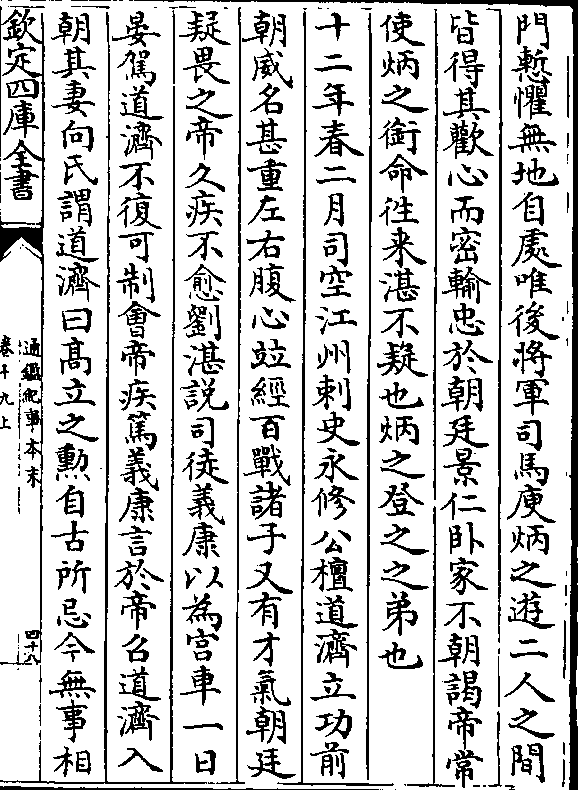 門慙懼無地自處唯後將軍司馬庾炳之遊二人之間
皆得其歡心而密輸忠於朝廷景仁卧家不朝謁帝常
使炳之銜命往来湛不疑也炳之登之之弟也
十二年春二月司空江州刺史永修公檀道濟立功前
朝威名甚重左右腹心竝經百戰諸子又有才氣朝廷
疑畏之帝久疾不愈劉湛說司徒義康以為宫車一日
晏駕道濟不復可制會帝疾篤義康言於帝召道濟入
朝其妻向氏謂道濟曰髙立之勲自古所忌今無事相
欽定四庫全書
通鑑紀事本末
卷十九上
四十八